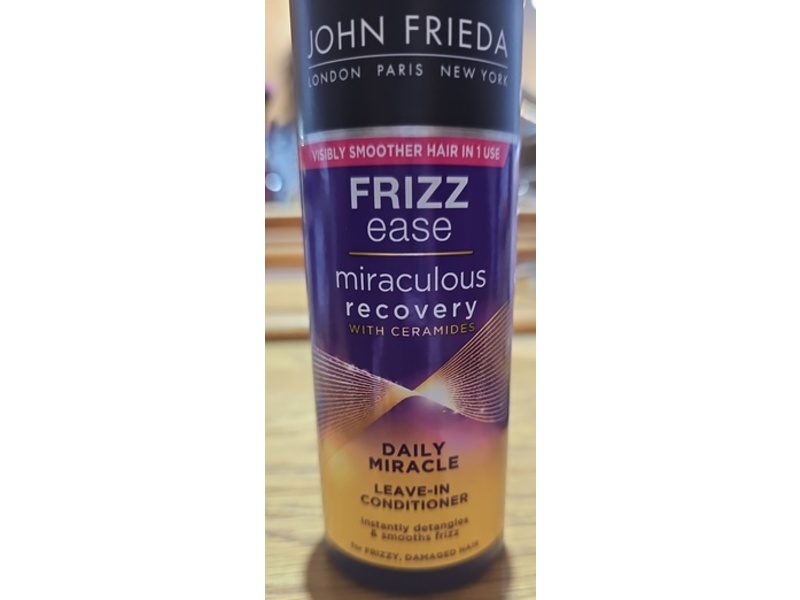 JOHN FRIEDA
LONDON PARIS NEW YORK
VISIBLY SMOOTHER HAIR IN 1 USE
FRIZZ
ease
miraculous
recovery
WITH CERAMIDES
DAILY
MIRACLE
LEAVE-IN
CONDITIONER
instantly detangles
& smooths frizz
for FRIZZY, DAMAGED HAIR